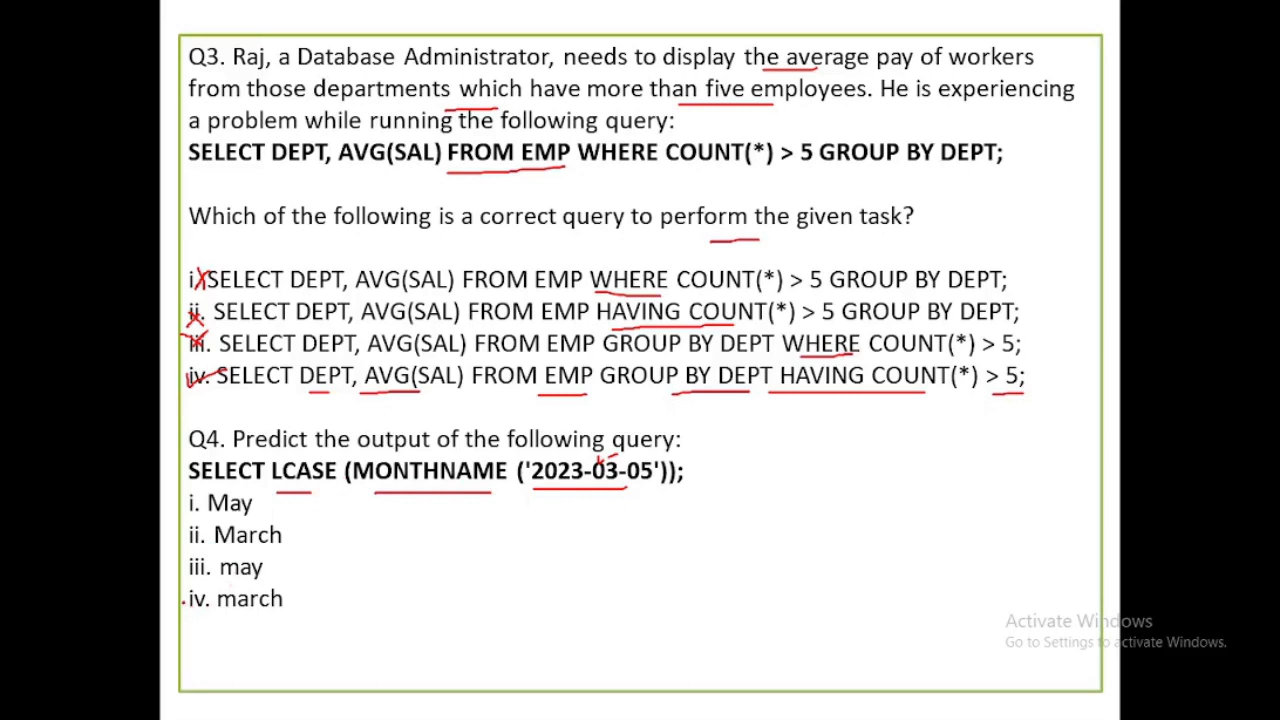 Q3. Raj, a Database Administrator, needs to display the average pay of workers
from those departments which have more than five employees. He is experiencing
a problem while running the following query:
SELECT DEPT, AVG(SAL) FROM EMP WHERE COUNT(*) > 5 GROUP BY DEPT;
Which of the following is a correct query to perform the given task?
i. SELECT DEPT, AVG(SAL) FROM EMP WHERE COUNT(*) > 5 GROUP BY DEPT;
ii. SELECT DEPT, AVG(SAL) FROM EMP HAVING COUNT(*) > 5 GROUP BY DEPT;
iii. SELECT DEPT, AVG(SAL) FROM EMP GROUP BY DEPT WHERE COUNT(*) > 5;
iv. SELECT DEPT, AVG(SAL) FROM EMP GROUP BY DEPT HAVING COUNT(*) > 5;
Q4. Predict the output of the following query:
SELECT LCASE (MONTHNAME ('2023-03-05'));
i. May
ii. March
iii. may
iv. march
Activate Windows
Go to Settings to activate Windows.